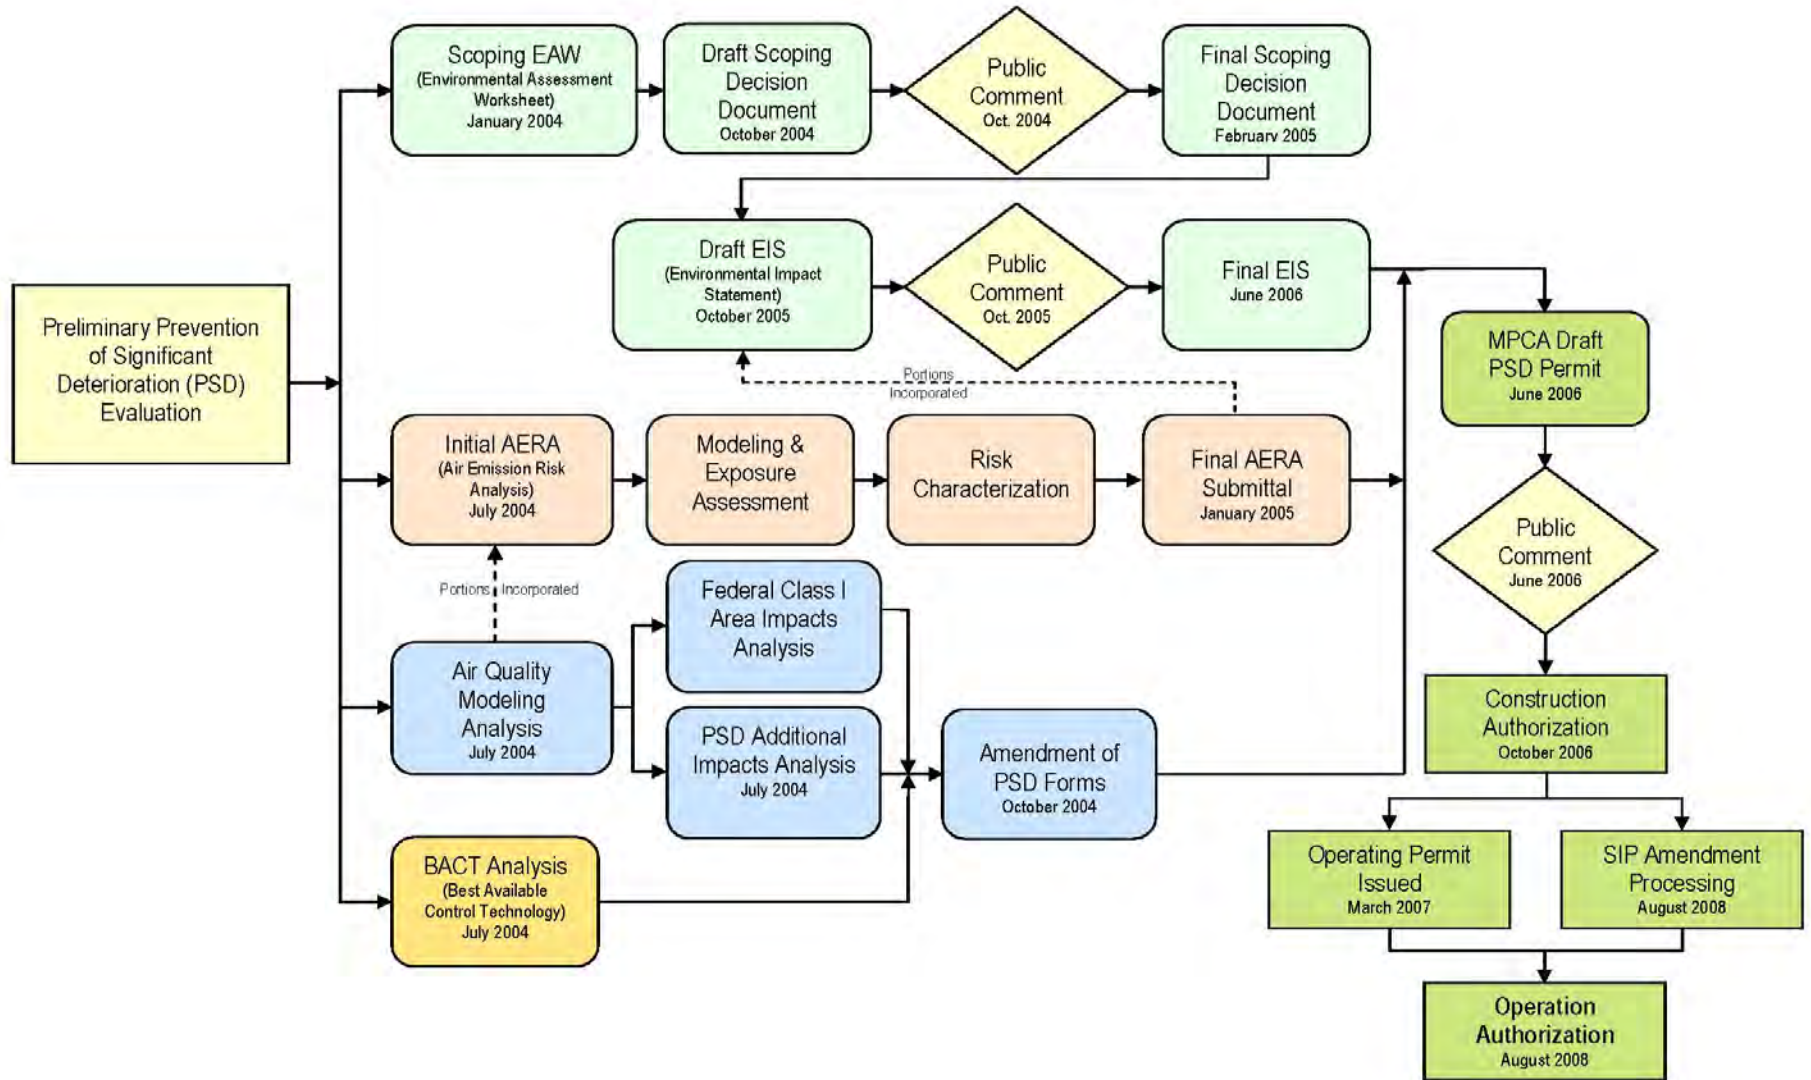 Preliminary Prevention
of Significant
Deterioration (PSD)
Evaluation
Scoping EAW
(Environmental Assessment
Worksheet)
January 2004
Draft Scoping
Decision
Document
October 2004
Public
Comment
Oct. 2004
Final Scoping
Decision
Document
February 2005
Draft EIS
(Environmental Impact
Statement)
October 2005
Public
Comment
Oct. 2005
Final EIS
June 2006
Portions
Incorporated
Initial AERA
(Air Emission Risk
Analysis)
July 2004
Modeling &
Exposure
Assessment
Risk
Characterization
Final AERA
Submittal
January 2005
Portions Incorporated
Air Quality
Modeling
Analysis
July 2004
Federal Class I
Area Impacts
Analysis
PSD Additional
Impacts Analysis
July 2004
Amendment of
PSD Forms
October 2004
BACT Analysis
(Best Available
Control Technology)
July 2004
MPCA Draft
PSD Permit
June 2006
Public
Comment
June 2006
Construction
Authorization
October 2006
Operating Permit
Issued
March 2007
SIP Amendment
Processing
August 2008
Operation
Authorization
August 2008